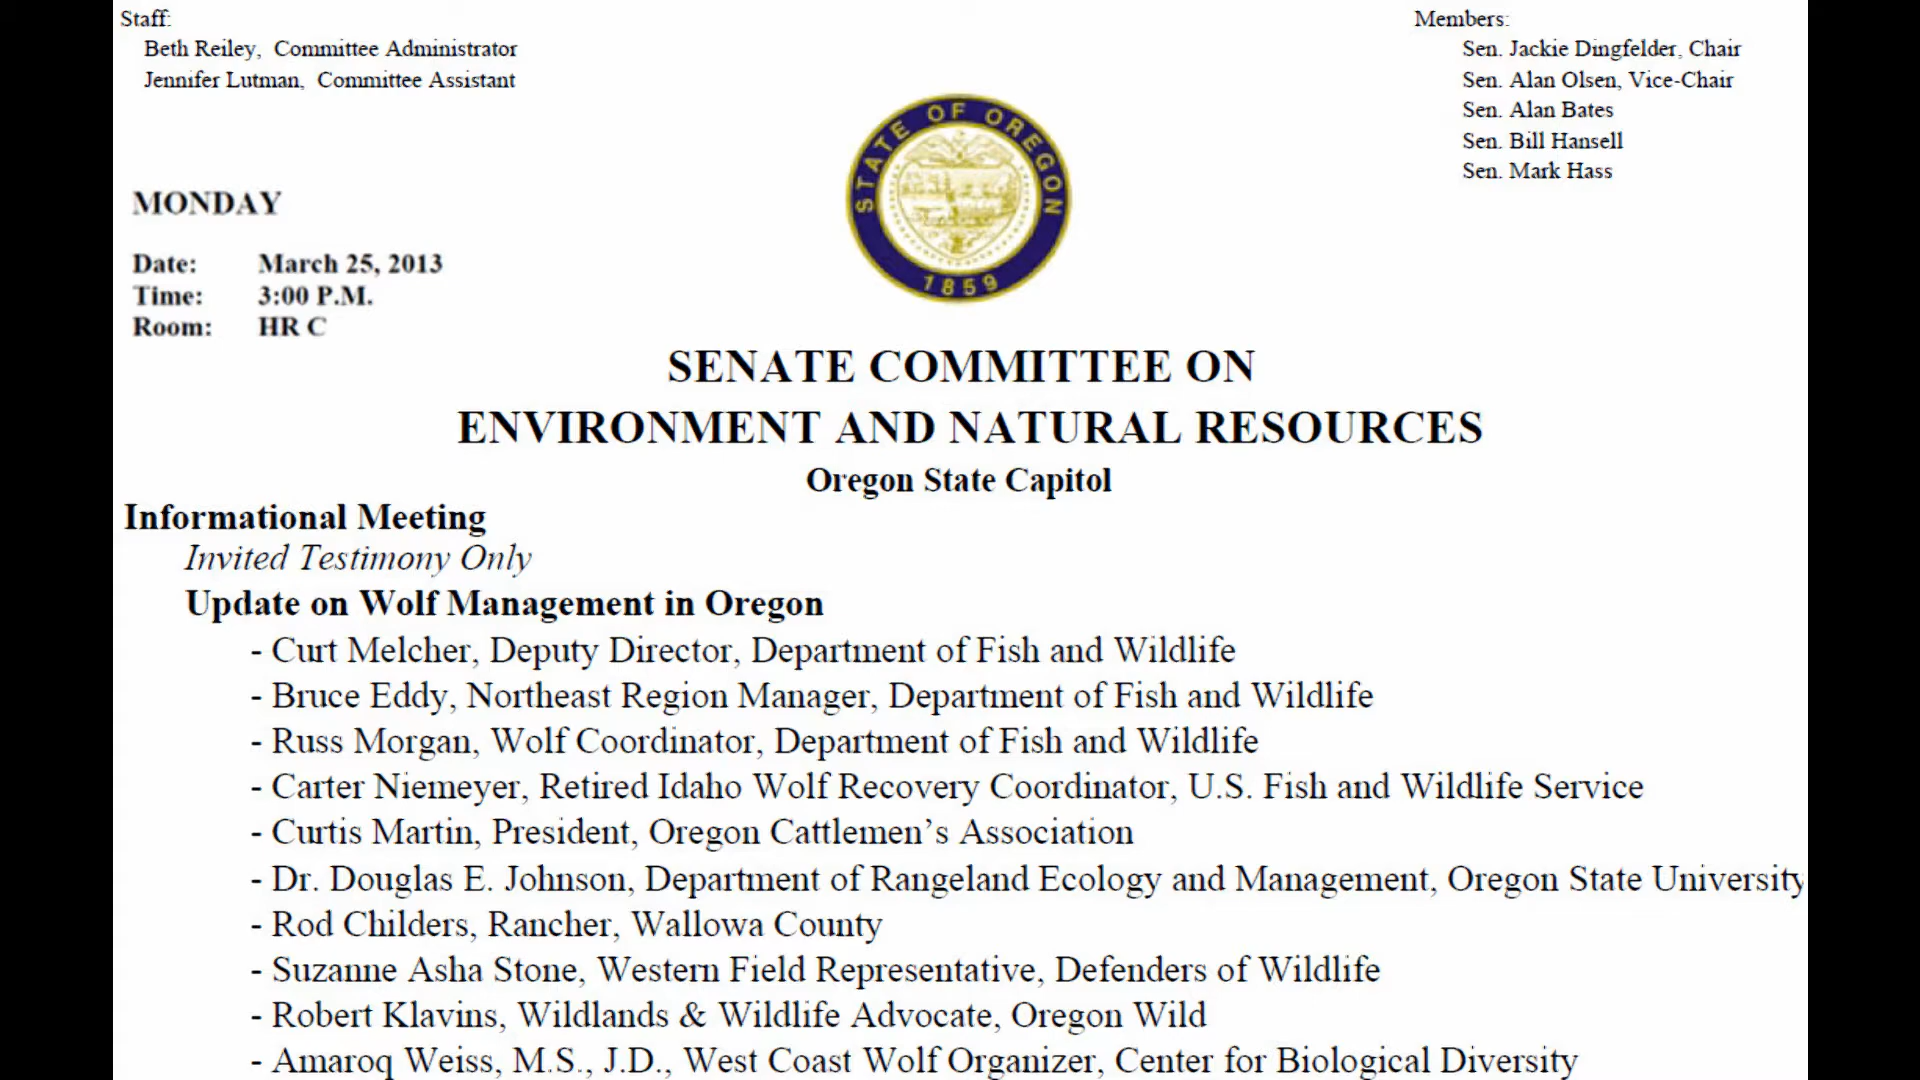 Staff:
Beth Reiley, Committee Administrator
Jennifer Lutman, Committee Assistant
Members:
Sen. Jackie Dingfelder, Chair
Sen. Alan Olsen, Vice-Chair
Sen. Alan Bates
Sen. Bill Hansell
Sen. Mark Hass
STATE OF OREGON
1859
MONDAY
Date: March 25, 2013
Time: 3:00 P.M.
Room: HR C
SENATE COMMITTEE ON
ENVIRONMENT AND NATURAL RESOURCES
Oregon State Capitol
Informational Meeting
Invited Testimony Only
Update on Wolf Management in Oregon
- Curt Melcher, Deputy Director, Department of Fish and Wildlife
- Bruce Eddy, Northeast Region Manager, Department of Fish and Wildlife
- Russ Morgan, Wolf Coordinator, Department of Fish and Wildlife
- Carter Niemeyer, Retired Idaho Wolf Recovery Coordinator, U.S. Fish and Wildlife Service
- Curtis Martin, President, Oregon Cattlemen’s Association
- Dr. Douglas E. Johnson, Department of Rangeland Ecology and Management, Oregon State University
- Rod Childers, Rancher, Wallowa County
- Suzanne Asha Stone, Western Field Representative, Defenders of Wildlife
- Robert Klavins, Wildlands & Wildlife Advocate, Oregon Wild
- Amaroq Weiss, M.S., J.D., West Coast Wolf Organizer, Center for Biological Diversity